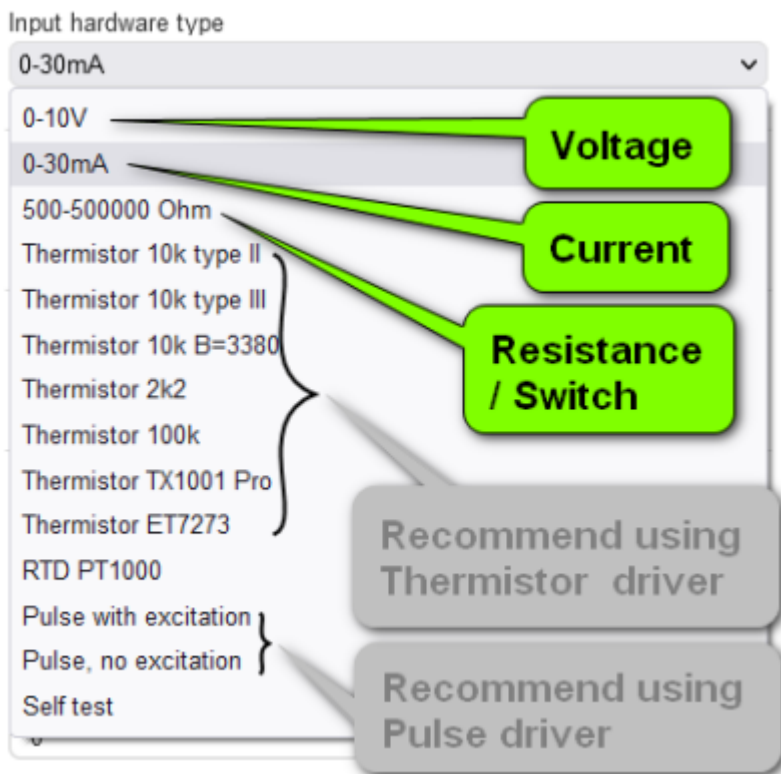 Input hardware type
0-30mA
0-10V
0-30mA
500-500000 Ohm
Thermistor 10k type II
Thermistor 10k type III
Thermistor 10k B=3380
Thermistor 2k2
Thermistor 100k
Thermistor TX1001 Pro
Thermistor ET7273
RTD PT1000
Pulse with excitation
Pulse, no excitation
Self test
Voltage
Current
Resistance
/ Switch
Recommend using
Thermistor driver
Recommend using
Pulse driver